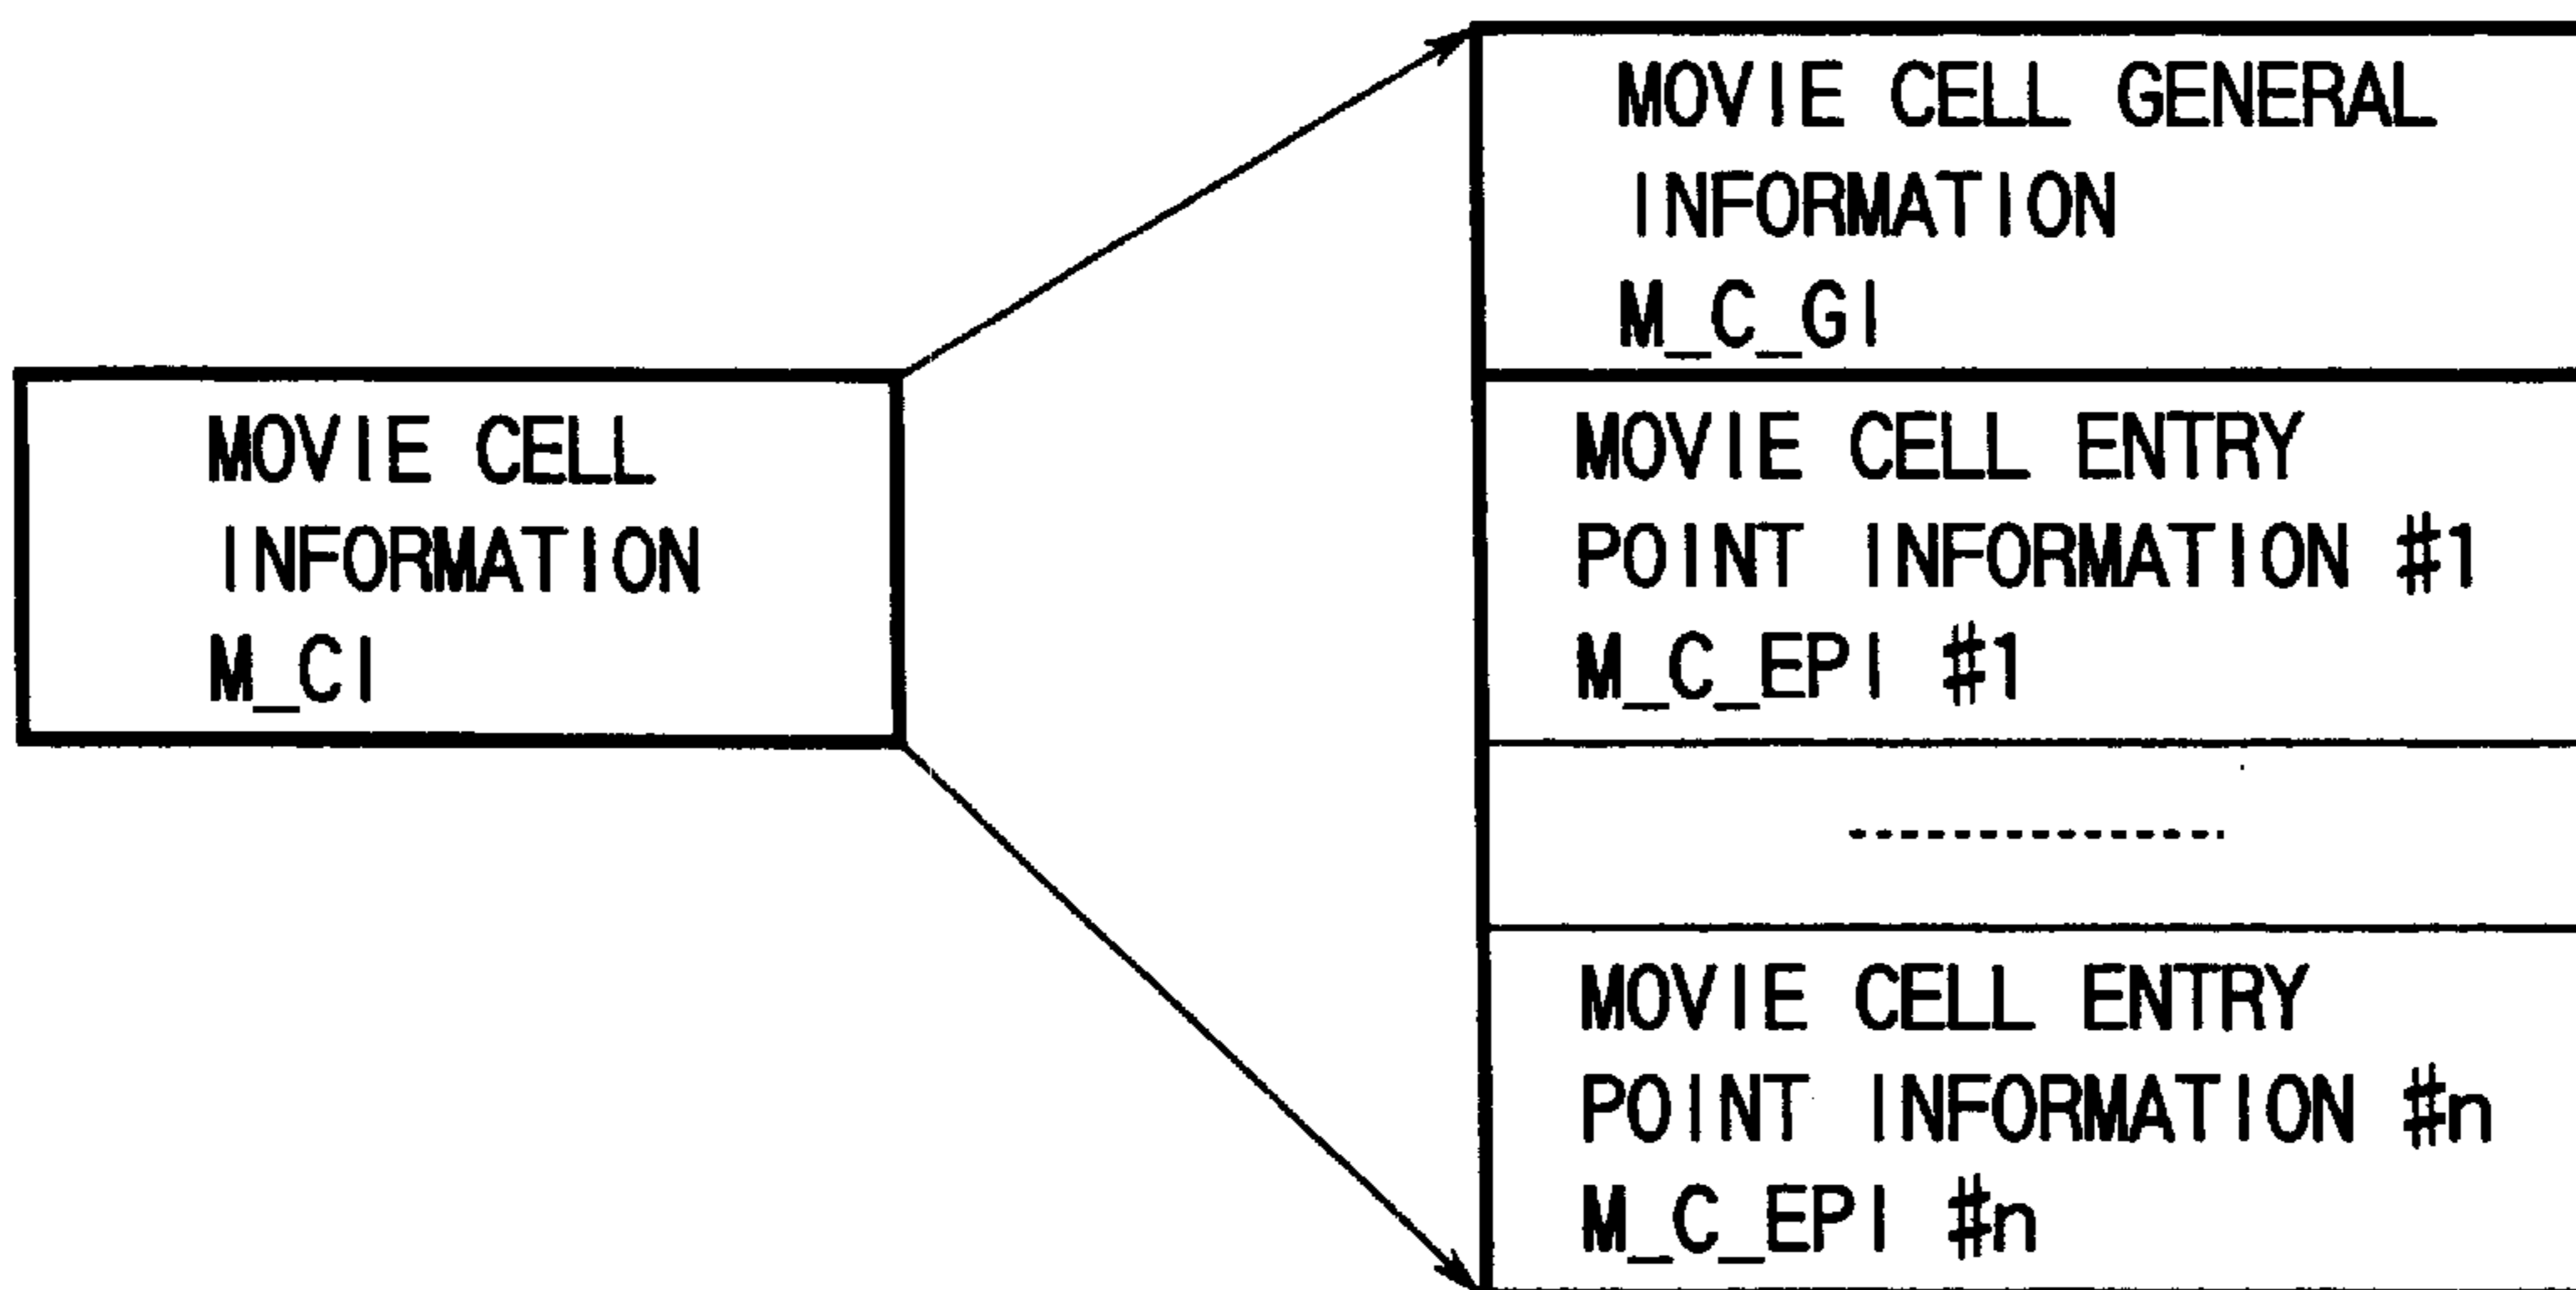 MOVIE CELL
INFORMATION
M_CI
MOVIE CELL GENERAL
INFORMATION
M_C_GI
MOVIE CELL ENTRY
POINT INFORMATION #1
M_C_EPI #1
MOVIE CELL ENTRY
POINT INFORMATION #n
M_C_EPI #n